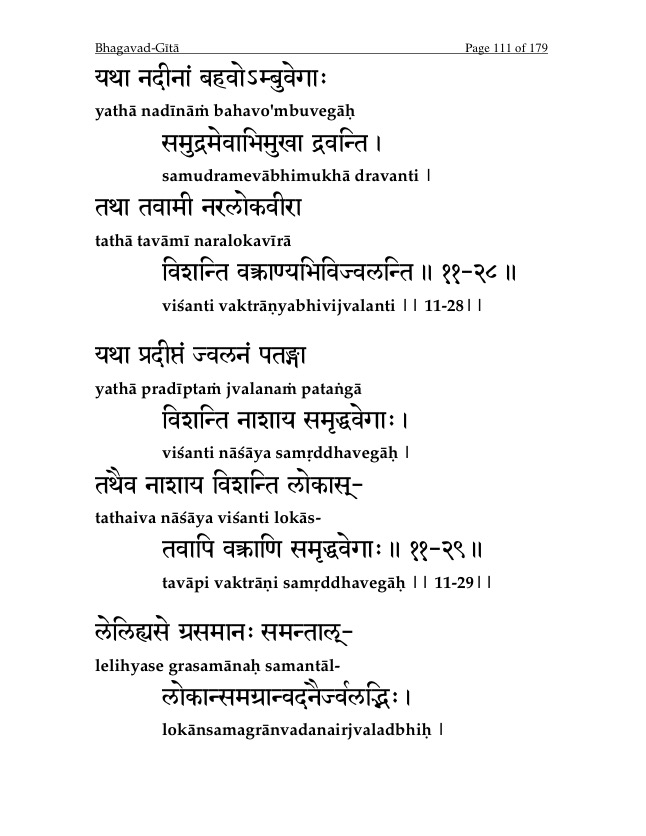 Bhagavad-Gītā Page 111 of 179
यथा नदीनां बहवोऽम्बुवेगाः
yathā nadīnāṁ bahavo'mbuvegāḥ
समुद्रमेवाभिमुखा द्रवन्ति ।
samudramevābhimukhā dravanti |
तथा तवामी नरलोकवीरा
tathā tavāmī naralokavīrā
विशन्ति वक्त्राण्यभिविज्वलन्ति ॥ ११-२८ ॥
viśanti vaktrāṇyabhivijvalanti || 11-28||
यथा प्रदीप्तं ज्वलनं पतङ्गा
yathā pradīptaṁ jvalanaṁ pataṅgā
विशन्ति नाशाय समृद्धवेगाः ।
viśanti nāśāya samṛddhavegāḥ |
तथैव नाशाय विशन्ति लोकास्-
tathaiva nāśāya viśanti lokās-
तवापि वक्त्राणि समृद्धवेगाः ॥ ११-२९ ॥
tavāpi vaktrāṇi samṛddhavegāḥ || 11-29||
लेलिह्यसे ग्रसमानः समन्ताल्-
lelihyase grasamānaḥ samantāl-
लोकान्समग्रान्वदनैर्ज्वलद्भिः ।
lokānsamagrānvadanairjvaladbhiḥ |